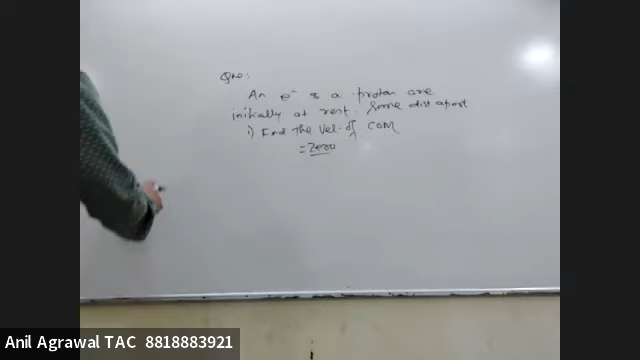 Que:
An e⁻ & a proton are
initially at rest. Some dist apart
i) Find the vel. of COM
= Zero
Anil Agrawal TAC 8818883921